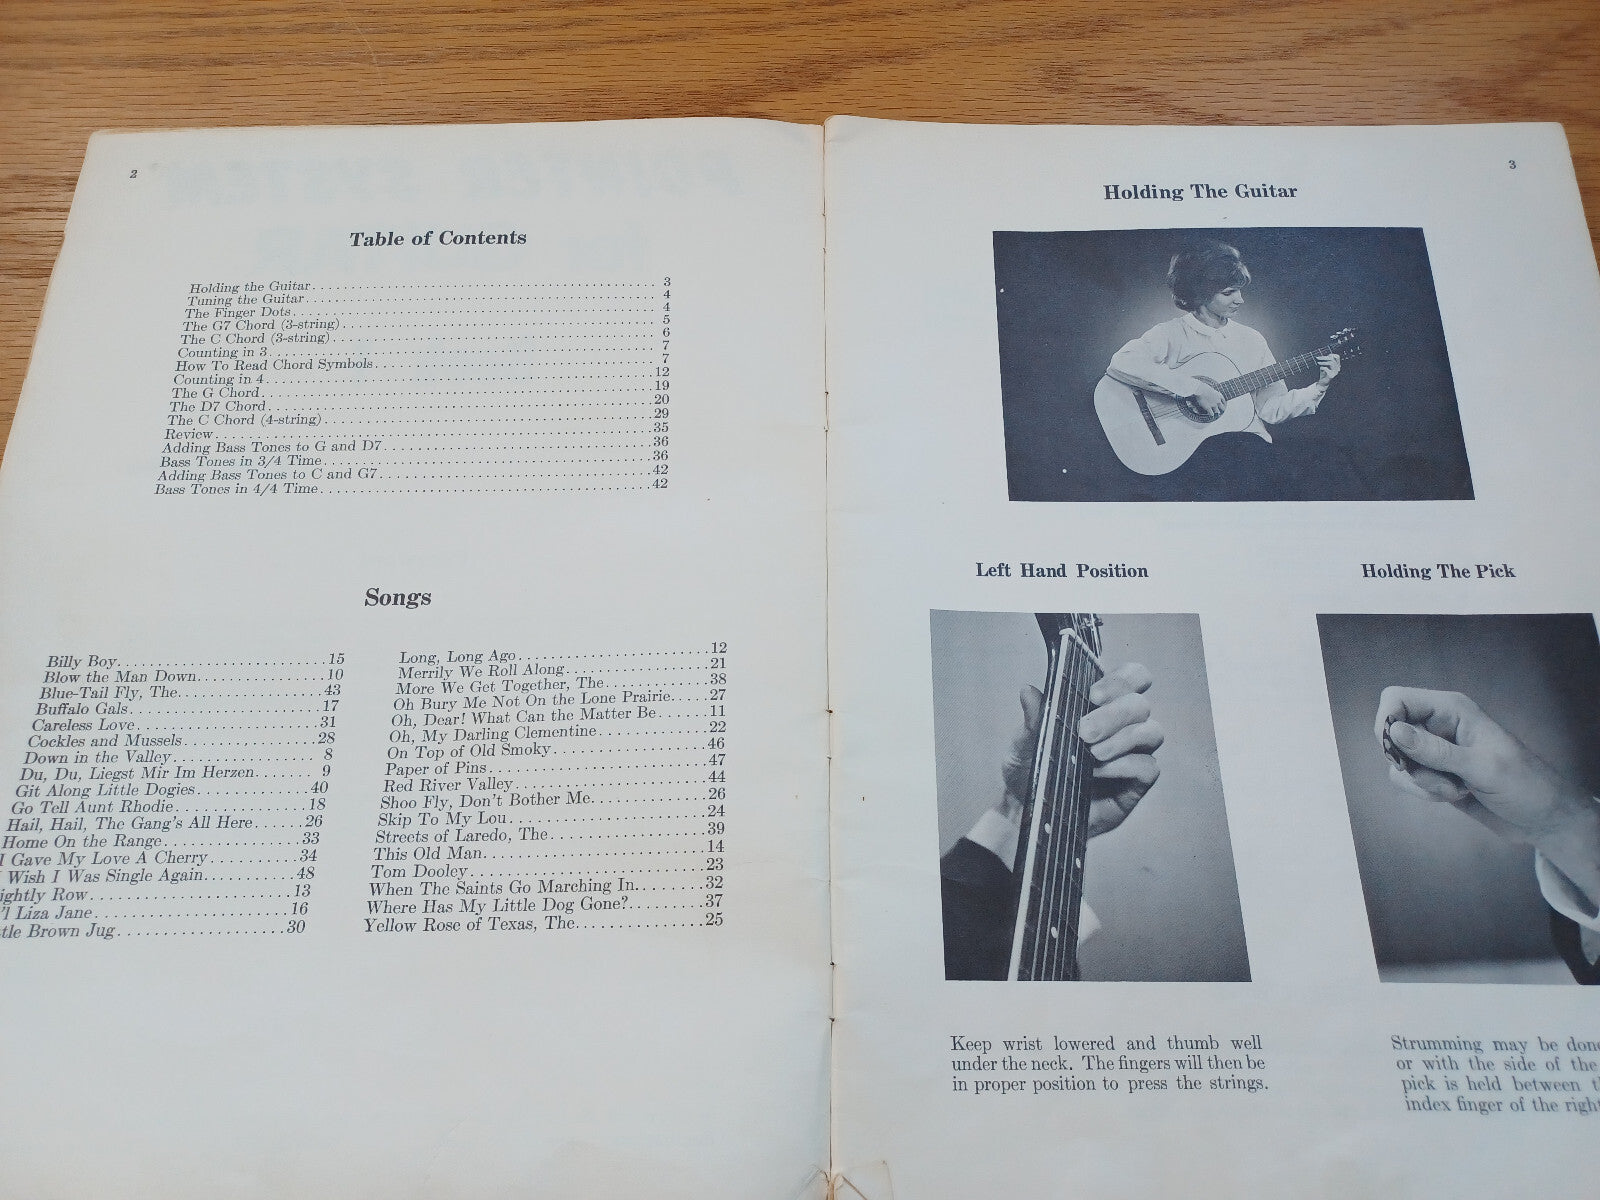 2
Table of Contents
Holding the Guitar 3
Tuning the Guitar 4
The Finger Dots 4
The G7 Chord (3-string) 5
The C Chord (3-string) 6
Counting in 3 7
How To Read Chord Symbols 7
Counting in 4 12
The G Chord 19
The D7 Chord 20
The C Chord (4-string) 29
Review 35
Adding Bass Tones to G and D7 36
Bass Tones in 3/4 Time 36
Adding Bass Tones to C and G7 42
Bass Tones in 4/4 Time 42
Songs
Billy Boy 15
Blow the Man Down 10
Blue-Tail Fly, The 43
Buffalo Gals 17
Careless Love 31
Cockles and Mussels 28
Down in the Valley 8
Du, Du, Liegst Mir Im Herzen 9
Git Along Little Dogies 40
Go Tell Aunt Rhodie 18
Hail, Hail, The Gang's All Here 26
Home On the Range 33
I Gave My Love A Cherry 34
Wish I Was Single Again 48
ightly Row 13
'l Liza Jane 16
tle Brown Jug 30
Long, Long Ago 12
Merrily We Roll Along 21
More We Get Together, The 38
Oh Bury Me Not On the Lone Prairie 27
Oh, Dear! What Can the Matter Be 11
Oh, My Darling Clementine 22
On Top of Old Smoky 46
Paper of Pins 47
Red River Valley 44
Shoo Fly, Don't Bother Me 26
Skip To My Lou 24
Streets of Laredo, The 39
This Old Man 14
Tom Dooley 23
When The Saints Go Marching In 32
Where Has My Little Dog Gone? 37
Yellow Rose of Texas, The 25
3
Holding The Guitar
Left Hand Position
Keep wrist lowered and thumb well
under the neck. The fingers will then be
in proper position to press the strings.
Holding The Pick
Strumming may be done
or with the side of the
pick is held between
index finger of the right